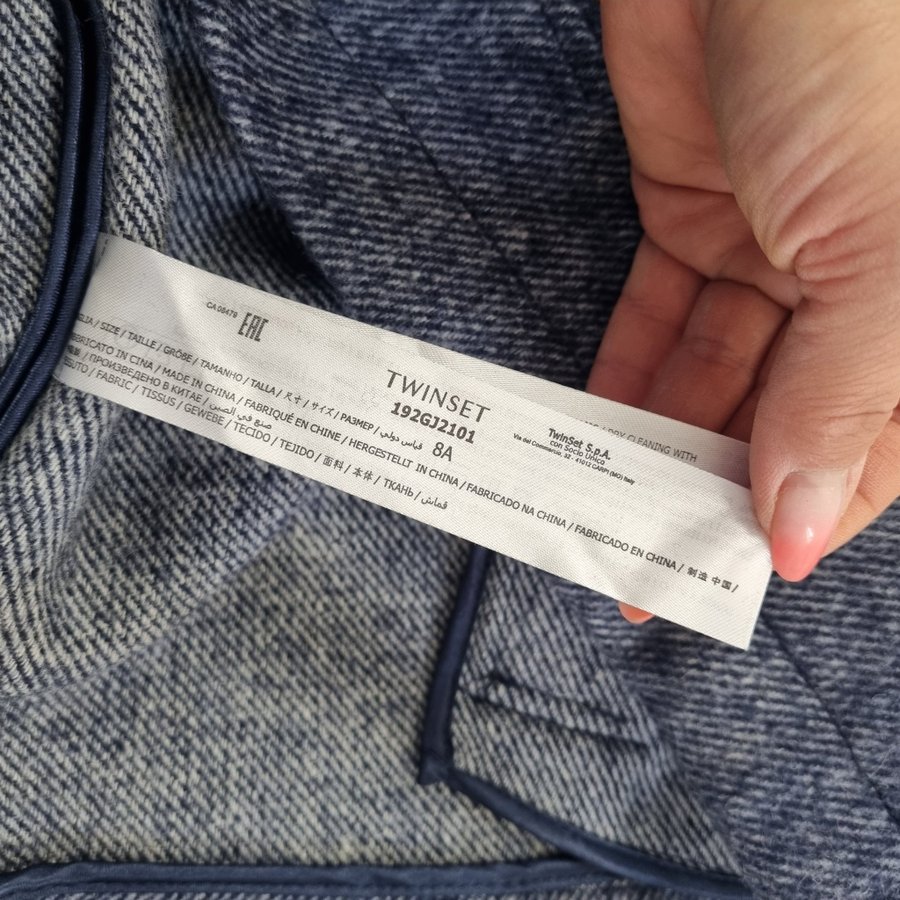 CA 08479
EAC
TWINSET
192GJ2101
TwinSet S.p.A.
con Socio Unico
Via del Commercio, 32 - 41012 CARPI (MO) Italy
/ SIZE / TAILLE / GRÖßE / TAMANHO / TALLA / 尺寸 / サイズ / РАЗМЕР / قياس دولي 8A
IN CINA / MADE IN CHINA / FABRIQUÉ EN CHINE / HERGESTELLT IN CHINA / FABRICADO NA CHINA / FABRICADO EN CHINA / 制造 中国 /
/ ПРОИЗВЕДЕНО В КИТАЕ / صنع في الصين
/ FABRIC / TISSUS / GEWEBE / TECIDO / TEJIDO / 面料 / 本体 / ТКАНЬ / قماش
/ DRY CLEANING WITH